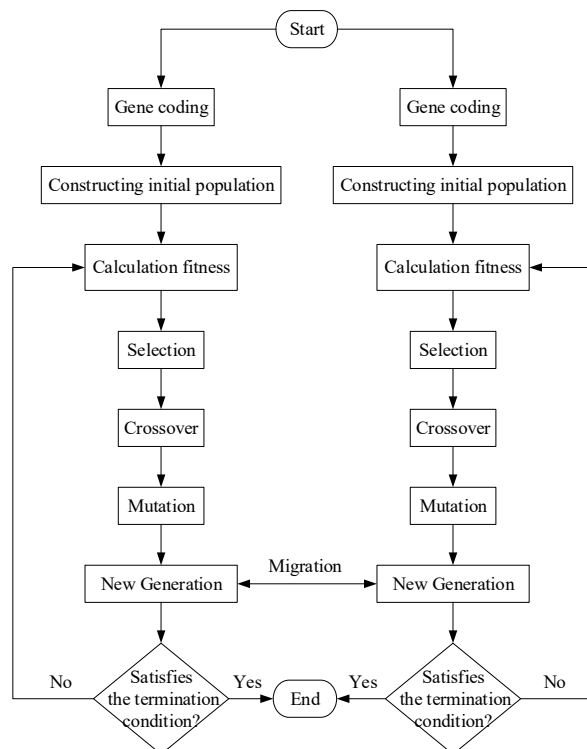 Start
Gene coding
Gene coding
Constructing initial population
Constructing initial population
Calculation fitness
Calculation fitness
Selection
Selection
Crossover
Crossover
Mutation
Mutation
Migration
New Generation
New Generation
No
Satisfies
the termination
condition?
Yes
End
Yes
Satisfies
the termination
condition?
No